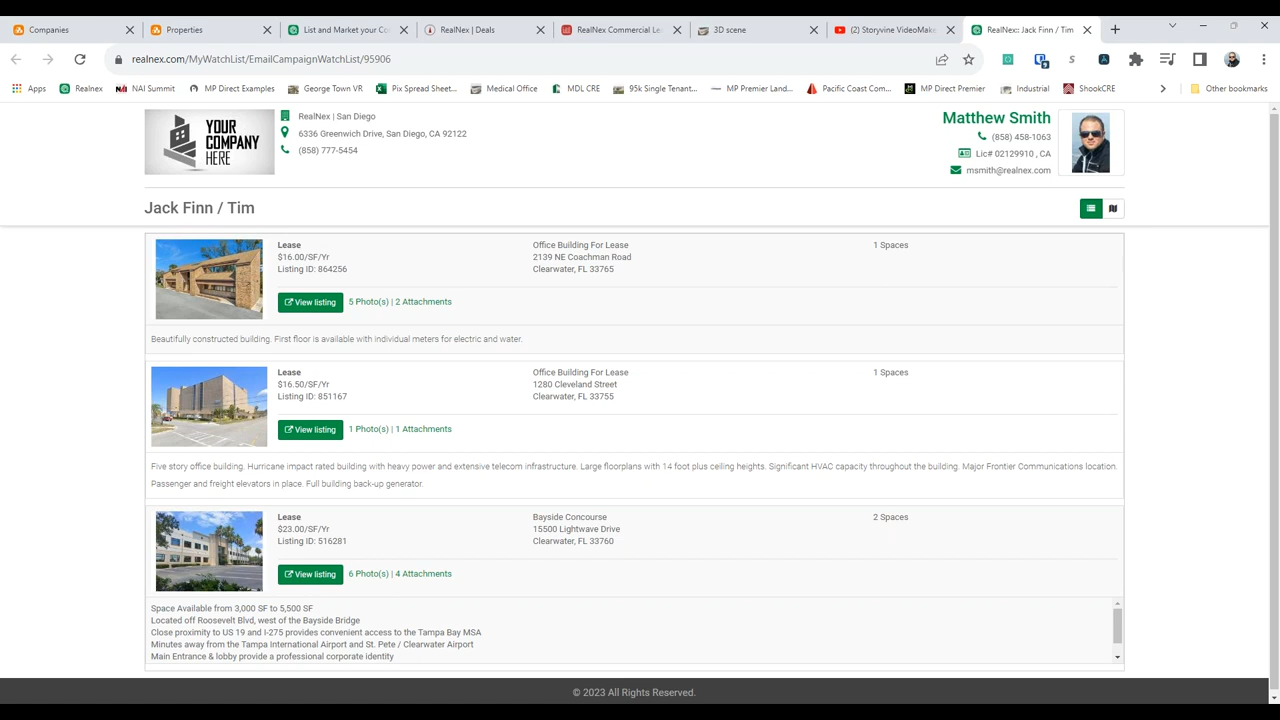 Companies
Properties
List and Market your Co
RealNex | Deals
RealNex Commercial Le
3D scene
(2) Storyvine VideoMake
RealNex:: Jack Finn / Tim
realnex.com/MyWatchList/EmailCampaignWatchList/95906
Apps
Realnex
NAI Summit
MP Direct Examples
George Town VR
Pix Spread Sheet...
Medical Office
MDL CRE
95k Single Tenant...
MP Premier Land...
Pacific Coast Com...
MP Direct Premier
Industrial
ShookCRE
Other bookmarks
YOUR
COMPANY
HERE
RealNex | San Diego
6336 Greenwich Drive, San Diego, CA 92122
(858) 777-5454
Matthew Smith
(858) 458-1063
Lic# 02129910 , CA
msmith@realnex.com
Jack Finn / Tim
Lease
$16.00/SF/Yr
Listing ID: 864256
Office Building For Lease
2139 NE Coachman Road
Clearwater, FL 33765
1 Spaces
View listing
5 Photo(s) | 2 Attachments
Beautifully constructed building. First floor is available with individual meters for electric and water.
Lease
$16.50/SF/Yr
Listing ID: 851167
Office Building For Lease
1280 Cleveland Street
Clearwater, FL 33755
1 Spaces
View listing
1 Photo(s) | 1 Attachments
Five story office building. Hurricane impact rated building with heavy power and extensive telecom infrastructure. Large floorplans with 14 foot plus ceiling heights. Significant HVAC capacity throughout the building. Major Frontier Communications location.
Passenger and freight elevators in place. Full building back-up generator.
Lease
$23.00/SF/Yr
Listing ID: 516281
Bayside Concourse
15500 Lightwave Drive
Clearwater, FL 33760
2 Spaces
View listing
6 Photo(s) | 4 Attachments
Space Available from 3,000 SF to 5,500 SF
Located off Roosevelt Blvd, west of the Bayside Bridge
Close proximity to US 19 and I-275 provides convenient access to the Tampa Bay MSA
Minutes away from the Tampa International Airport and St. Pete / Clearwater Airport
Main Entrance & lobby provide a professional corporate identity
© 2023 All Rights Reserved.